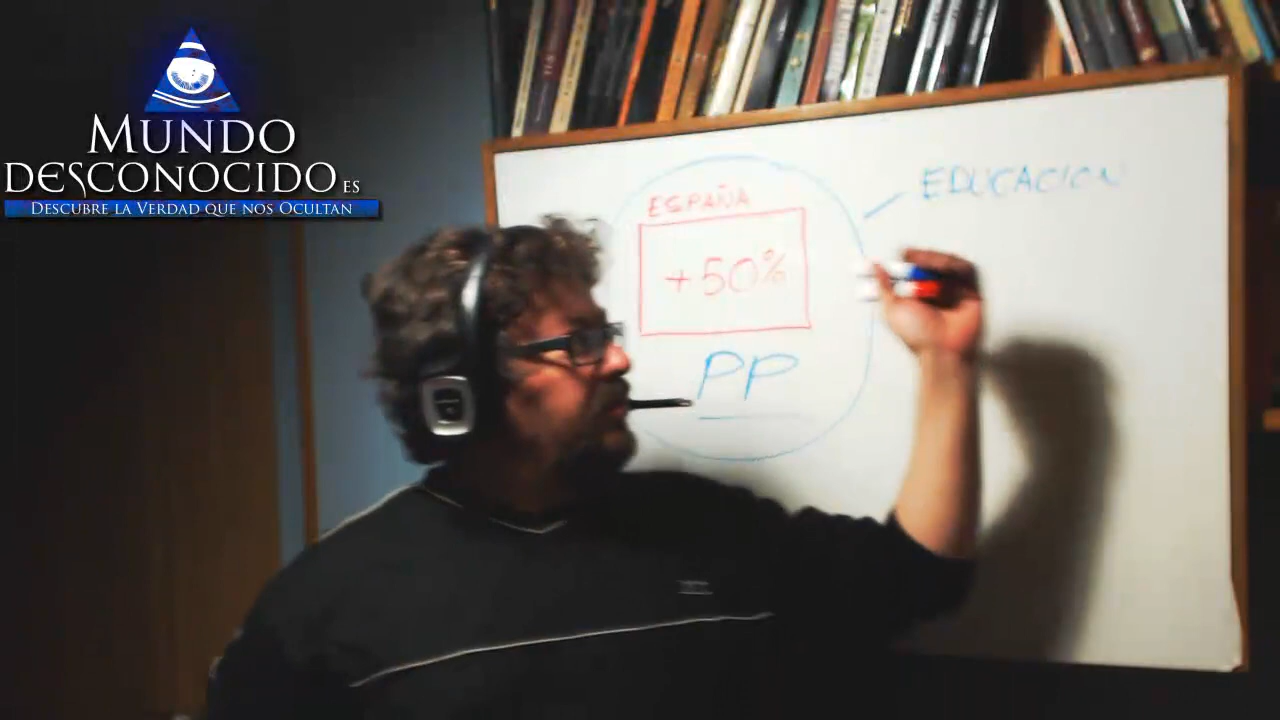 MUNDO
DESCONOCIDO ES
DESCUBRE LA VERDAD QUE NOS OCULTAN
ESPAÑA
+50%
PP
EDUCACION